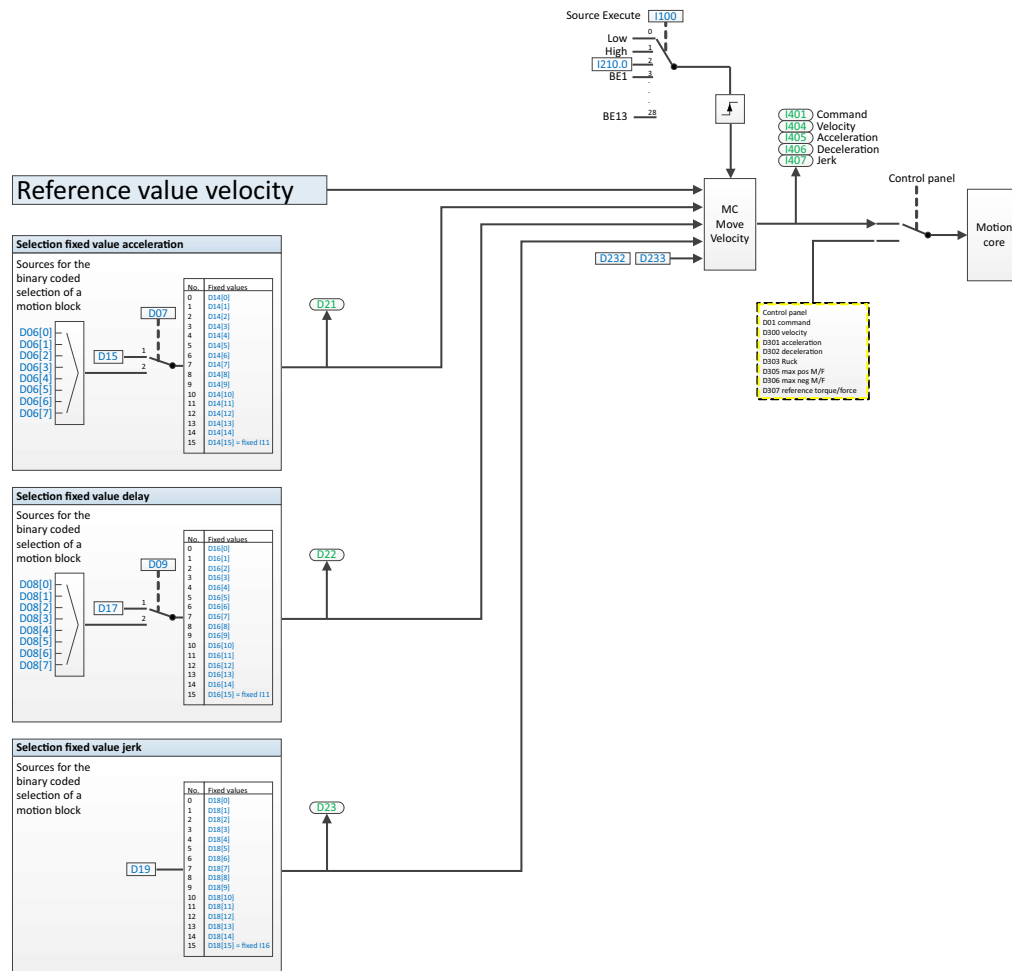 Source Execute I100
0
Low
High 1
I210.0 2
BE1 3
.
.
.
BE13 28
I401 Command
I404 Velocity
I405 Acceleration
I406 Deceleration
I407 Jerk
Control panel
Reference value velocity
MC
Move
Velocity
Motion
core
D232 D233
Control panel
D01 command
D300 velocity
D301 acceleration
D302 deceleration
D303 Ruck
D305 max pos M/F
D306 max neg M/F
D307 reference torque/force
Selection fixed value acceleration
Sources for the
binary coded
selection of a
motion block
D06[0]
D06[1]
D06[2]
D06[3]
D06[4]
D06[5]
D06[6]
D06[7]
D07
D15 1
2
No. Fixed values
0 D14[0]
1 D14[1]
2 D14[2]
3 D14[3]
4 D14[4]
5 D14[5]
6 D14[6]
7 D14[7]
8 D14[8]
9 D14[9]
10 D14[10]
11 D14[11]
12 D14[12]
13 D14[13]
14 D14[14]
15 D14[15] = fixed I11
D21
Selection fixed value delay
Sources for the
binary coded
selection of a
motion block
D08[0]
D08[1]
D08[2]
D08[3]
D08[4]
D08[5]
D08[6]
D08[7]
D09
D17 1
2
No. Fixed values
0 D16[0]
1 D16[1]
2 D16[2]
3 D16[3]
4 D16[4]
5 D16[5]
6 D16[6]
7 D16[7]
8 D16[8]
9 D16[9]
10 D16[10]
11 D16[11]
12 D16[12]
13 D16[13]
14 D16[14]
15 D16[15] = fixed I11
D22
Selection fixed value jerk
Sources for the
binary coded
selection of a
motion block
D19
No. Fixed values
0 D18[0]
1 D18[1]
2 D18[2]
3 D18[3]
4 D18[4]
5 D18[5]
6 D18[6]
7 D18[7]
8 D18[8]
9 D18[9]
10 D18[10]
11 D18[11]
12 D18[12]
13 D18[13]
14 D18[14]
15 D18[15] = fixed I16
D23